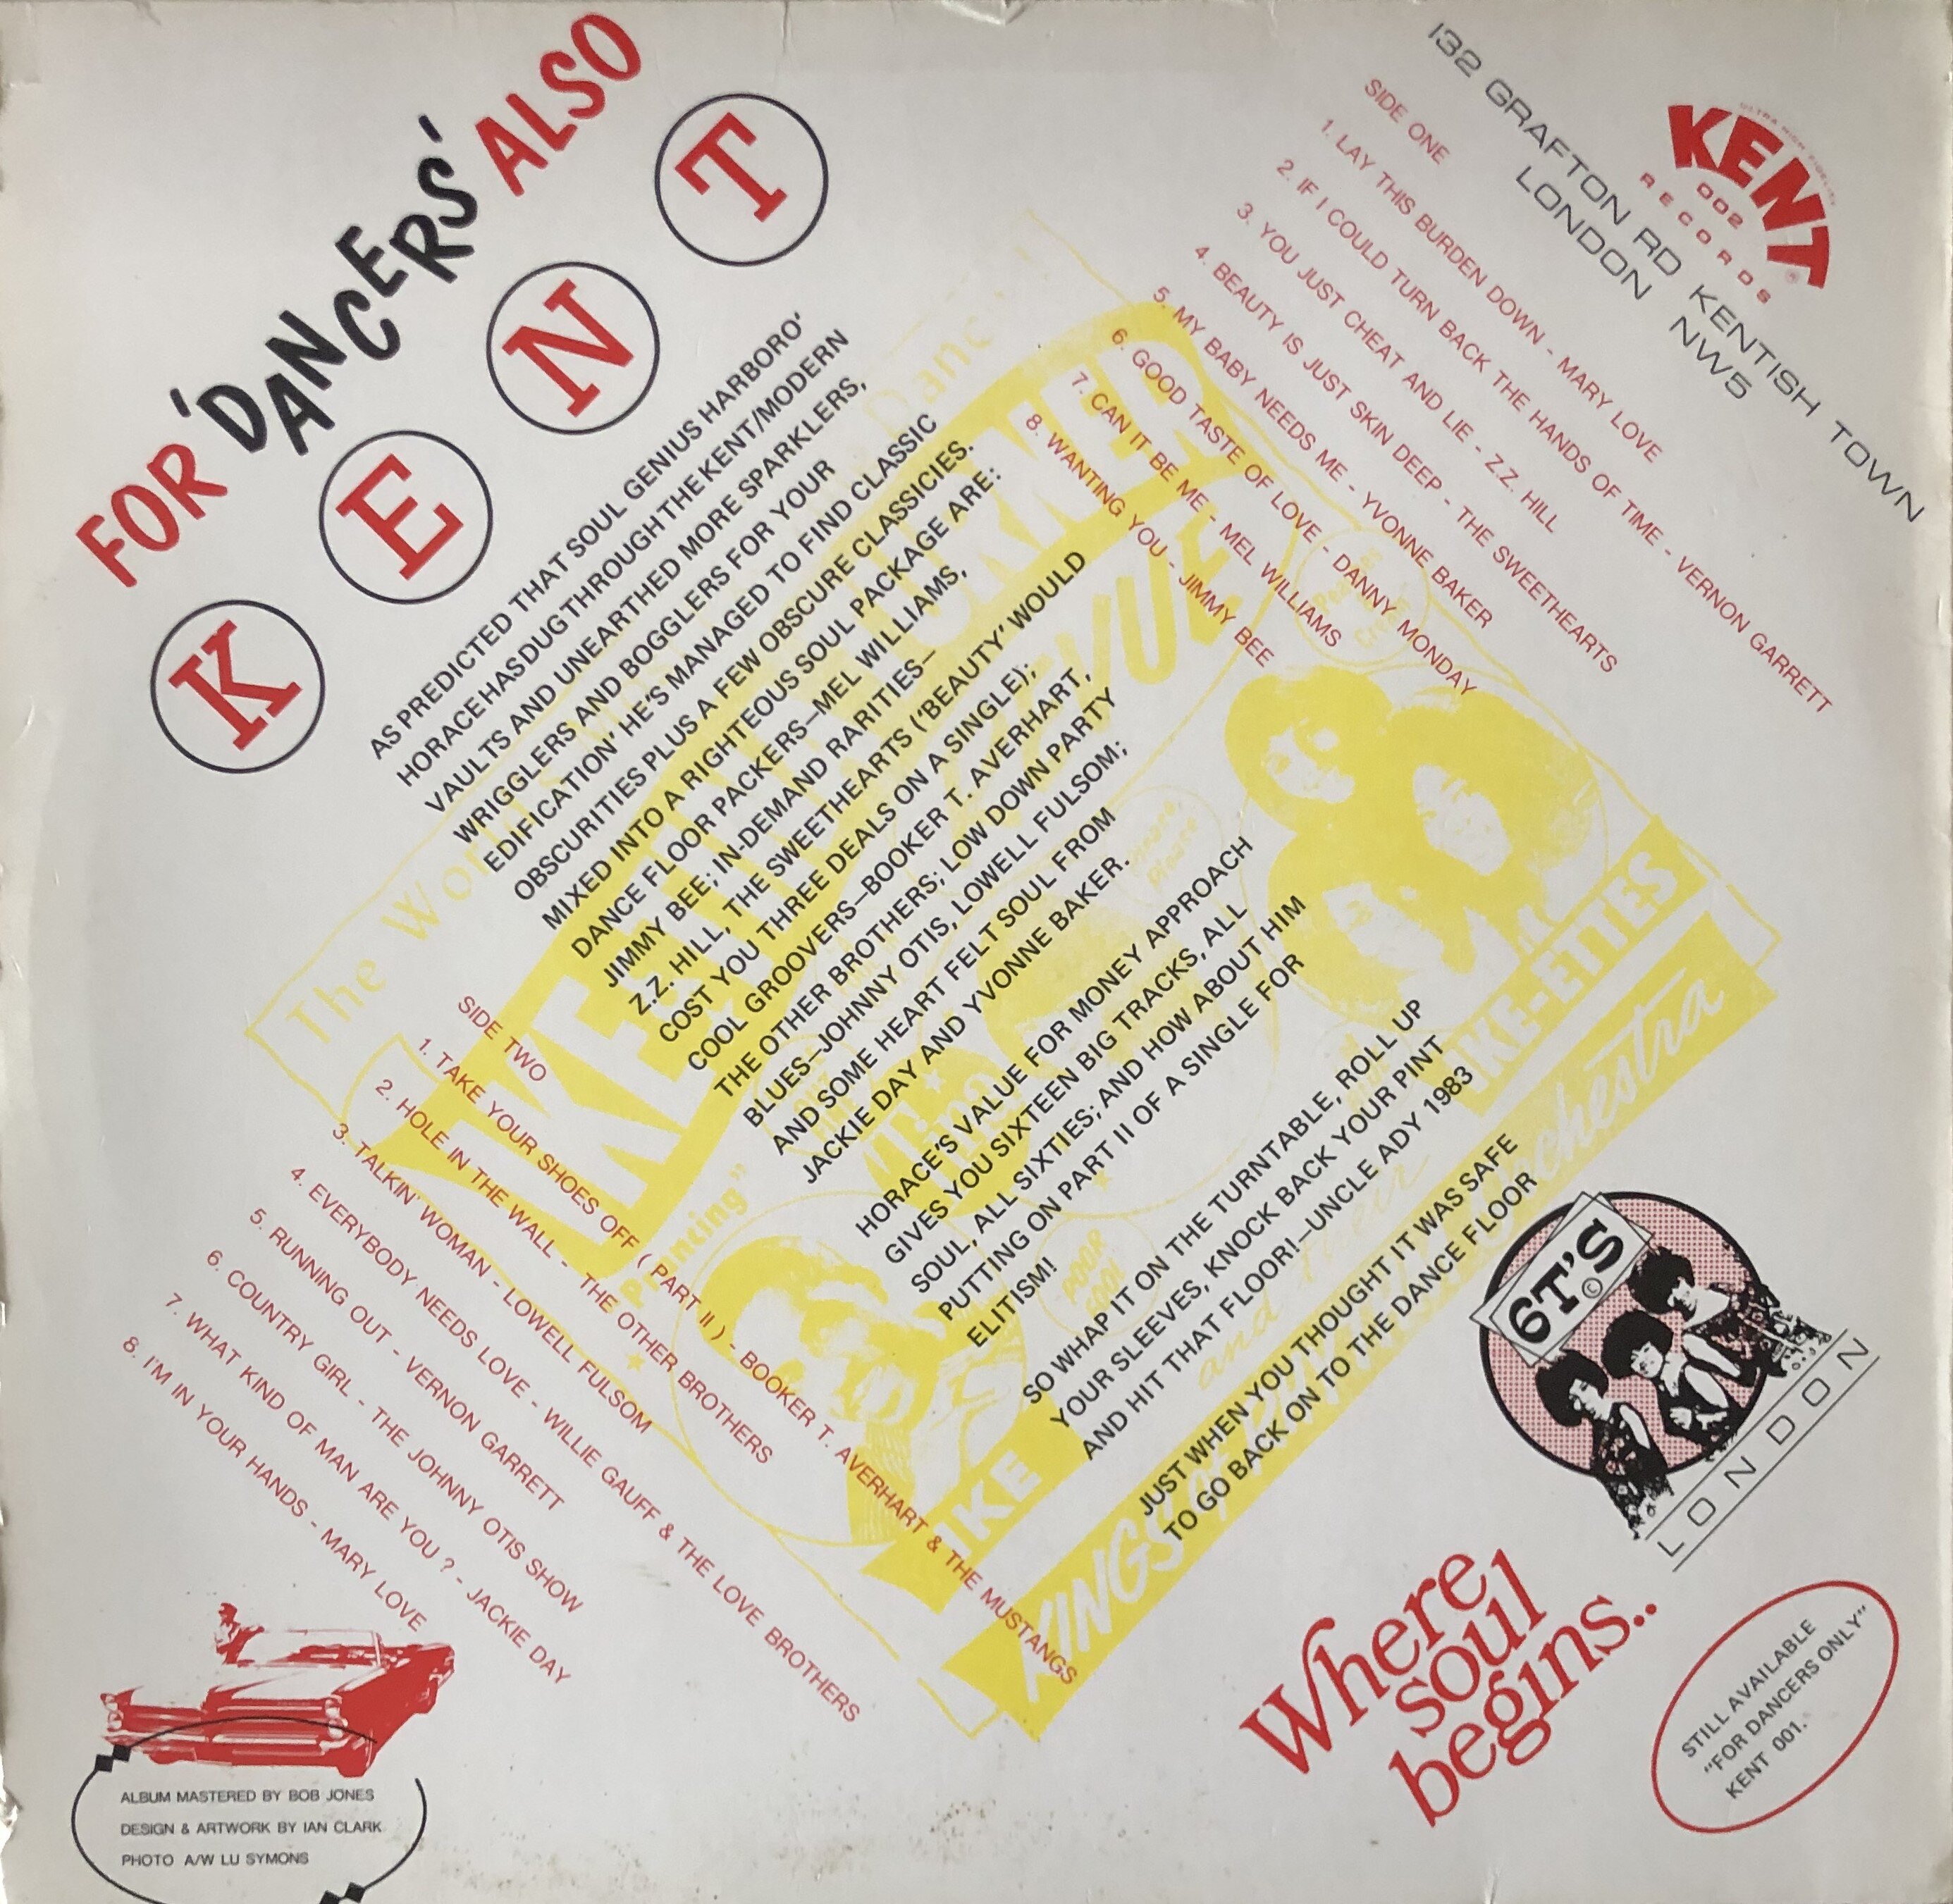 FOR 'DANCERS' ALSO
K E N T
KENT
002
RECORDS
132 GRAFTON RD KENTISH TOWN
LONDON NW5
SIDE ONE
1. LAY THIS BURDEN DOWN - MARY LOVE
2. IF I COULD TURN BACK THE HANDS OF TIME - VERNON GARRETT
3. YOU JUST CHEAT AND LIE - Z.Z. HILL
4. BEAUTY IS JUST SKIN DEEP - THE SWEETHEARTS
5. MY BABY NEEDS ME - YVONNE BAKER
6. GOOD TASTE OF LOVE - DANNY MONDAY
7. CAN IT BE ME - MEL WILLIAMS
8. WANTING YOU - JIMMY BEE
AS PREDICTED THAT SOUL GENIUS HARBORO'
HORACE HAS DUG THROUGH THE KENT/MODERN
VAULTS AND UNEARTHED MORE SPARKLERS,
WRIGGLERS AND BOGGLERS FOR YOUR
EDIFICATION' HE'S MANAGED TO FIND CLASSIC
OBSCURITIES PLUS A FEW OBSCURE CLASSICIES.
MIXED INTO A RIGHTEOUS SOUL PACKAGE ARE:
DANCE FLOOR PACKERS—MEL WILLIAMS,
JIMMY BEE; IN-DEMAND RARITIES—
Z.Z. HILL, THE SWEETHEARTS ('BEAUTY' WOULD
COST YOU THREE DEALS ON A SINGLE);
COOL GROOVERS—BOOKER T. AVERHART,
THE OTHER BROTHERS; LOW DOWN PARTY
BLUES—JOHNNY OTIS, LOWELL FULSOM;
AND SOME HEART FELT SOUL FROM
JACKIE DAY AND YVONNE BAKER.
HORACE'S VALUE FOR MONEY APPROACH
GIVES YOU SIXTEEN BIG TRACKS, ALL
SOUL, ALL SIXTIES; AND HOW ABOUT HIM
PUTTING ON PART II OF A SINGLE FOR
ELITISM!
SO WHAP IT ON THE TURNTABLE, ROLL UP
YOUR SLEEVES, KNOCK BACK YOUR PINT
AND HIT THAT FLOOR!—UNCLE ADY 1983
JUST WHEN YOU THOUGHT IT WAS SAFE
TO GO BACK ON TO THE DANCE FLOOR
SIDE TWO
1. TAKE YOUR SHOES OFF ( PART II ) - BOOKER T. AVERHART & THE MUSTANGS
2. HOLE IN THE WALL - THE OTHER BROTHERS
3. TALKIN' WOMAN - LOWELL FULSOM
4. EVERYBODY NEEDS LOVE - WILLIE GAUFF & THE LOVE BROTHERS
5. RUNNING OUT - VERNON GARRETT
6. COUNTRY GIRL - THE JOHNNY OTIS SHOW
7. WHAT KIND OF MAN ARE YOU ? - JACKIE DAY
8. I'M IN YOUR HANDS - MARY LOVE
Dancing"
IKE
IKE-ETTES
KINGS
and their
chestra
6T'S ©
LONDON
Where
soul
begins..
STILL AVAILABLE
"FOR DANCERS ONLY"
KENT 001.
ALBUM MASTERED BY BOB JONES
DESIGN & ARTWORK BY IAN CLARK
PHOTO A/W LU SYMONS